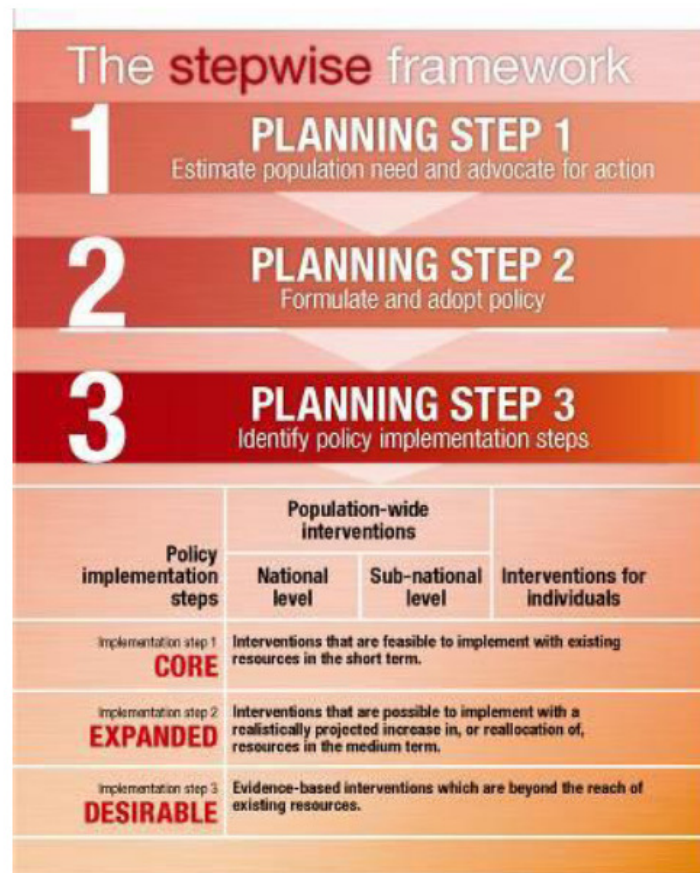 The stepwise framework
1
PLANNING STEP 1
Estimate population need and advocate for action
2
PLANNING STEP 2
Formulate and adopt policy
3
PLANNING STEP 3
Identify policy implementation steps
Policy
implementation
steps
Population-wide
interventions
National
level
Sub-national
level
Interventions for
individuals
Implementation step 1
CORE
Interventions that are feasible to implement with existing
resources in the short term.
Implementation step 2
EXPANDED
Interventions that are possible to implement with a
realistically projected increase in, or reallocation of,
resources in the medium term.
Implementation step 3
DESIRABLE
Evidence-based interventions which are beyond the reach of
existing resources.